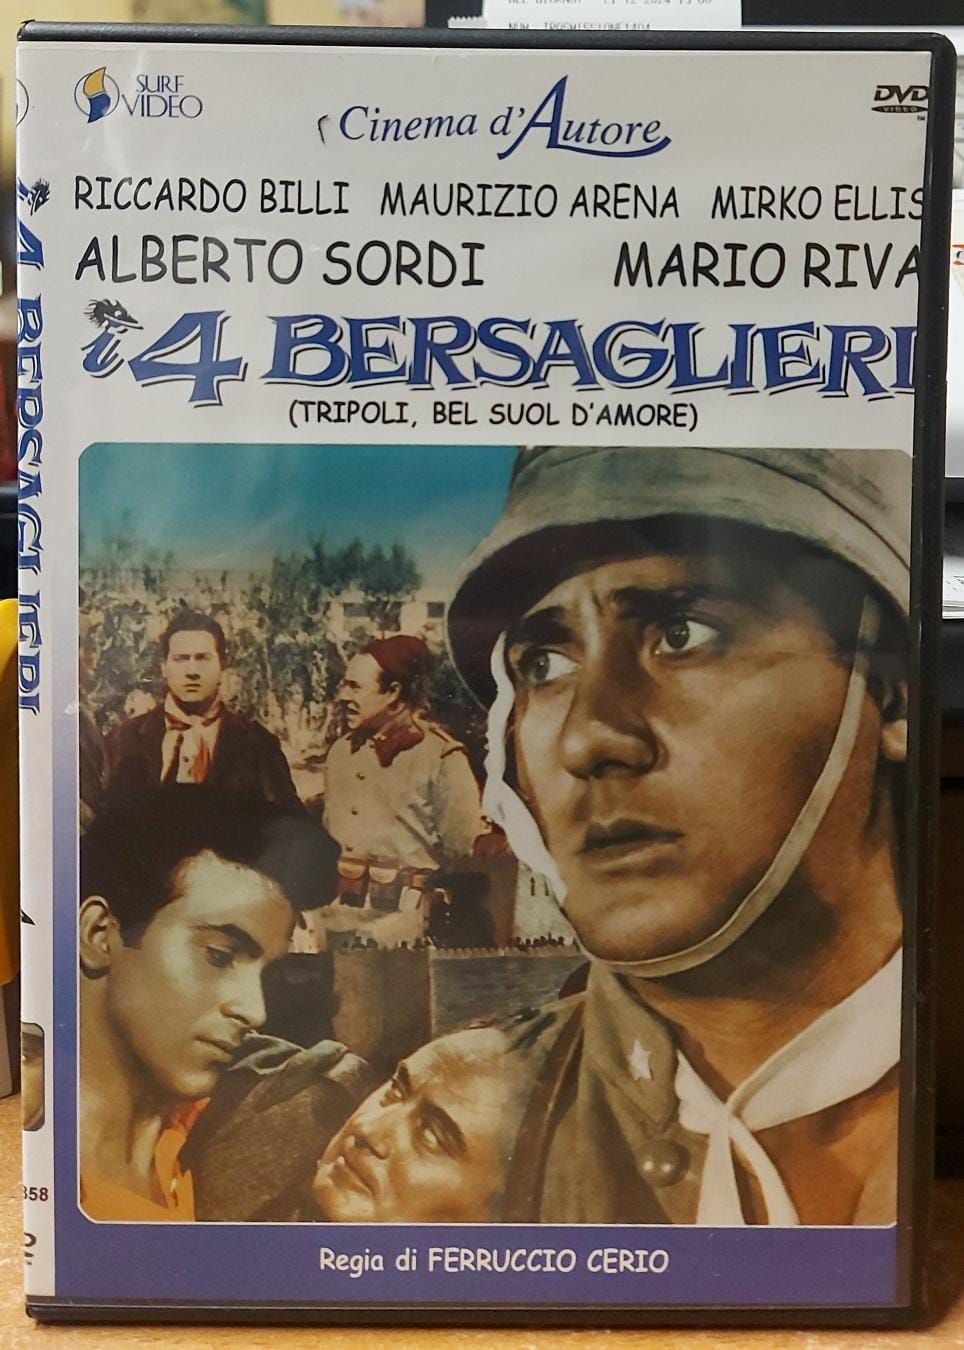 SURF
VIDEO
Cinema d'Autore
DVD
VIDEO
RICCARDO BILLI MAURIZIO ARENA MIRKO ELLIS
ALBERTO SORDI MARIO RIVA
i 4 BERSAGLIERI
(TRIPOLI, BEL SUOL D'AMORE)
Regia di FERRUCCIO CERIO
i 4 BERSAGLIERI
858